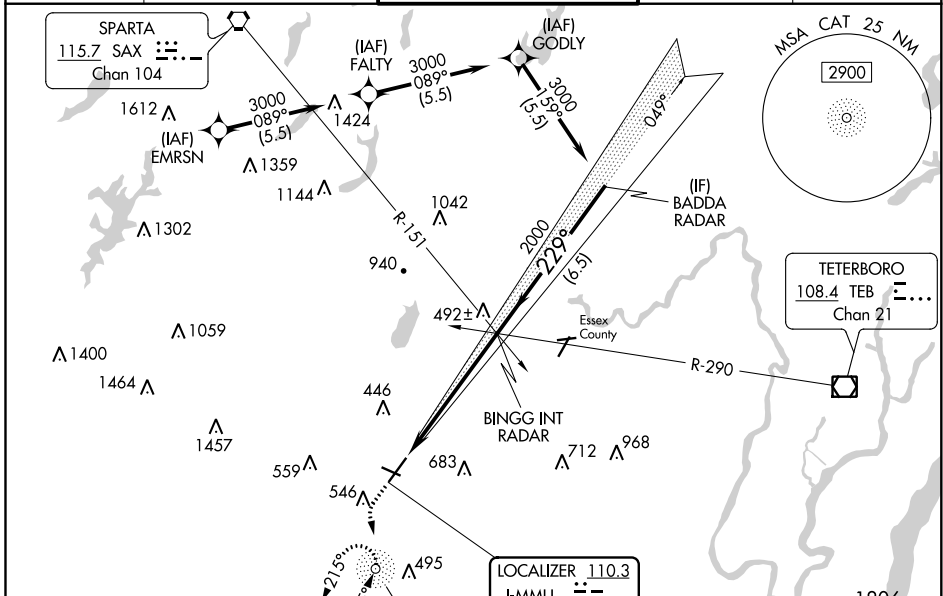 SPARTA
115.7 SAX
Chan 104
(IAF)
FALTY
(IAF)
GODLY
3000
089°
(5.5)
3000
089°
(5.5)
3000
159°
(5.5)
1612
1424
(IAF)
EMRSN
1359
1144
1042
1302
R-151
940
049°
MSA CAT 25 NM
2900
(IF)
BADDA
RADAR
2000
229°
(6.5)
TETERBORO
108.4 TEB
Chan 21
492±
Essex
County
R-290
1059
1400
1464
446
BINGG INT
RADAR
1457
559
683
712
968
546
495
215°
LOCALIZER 110.3
I-MMU